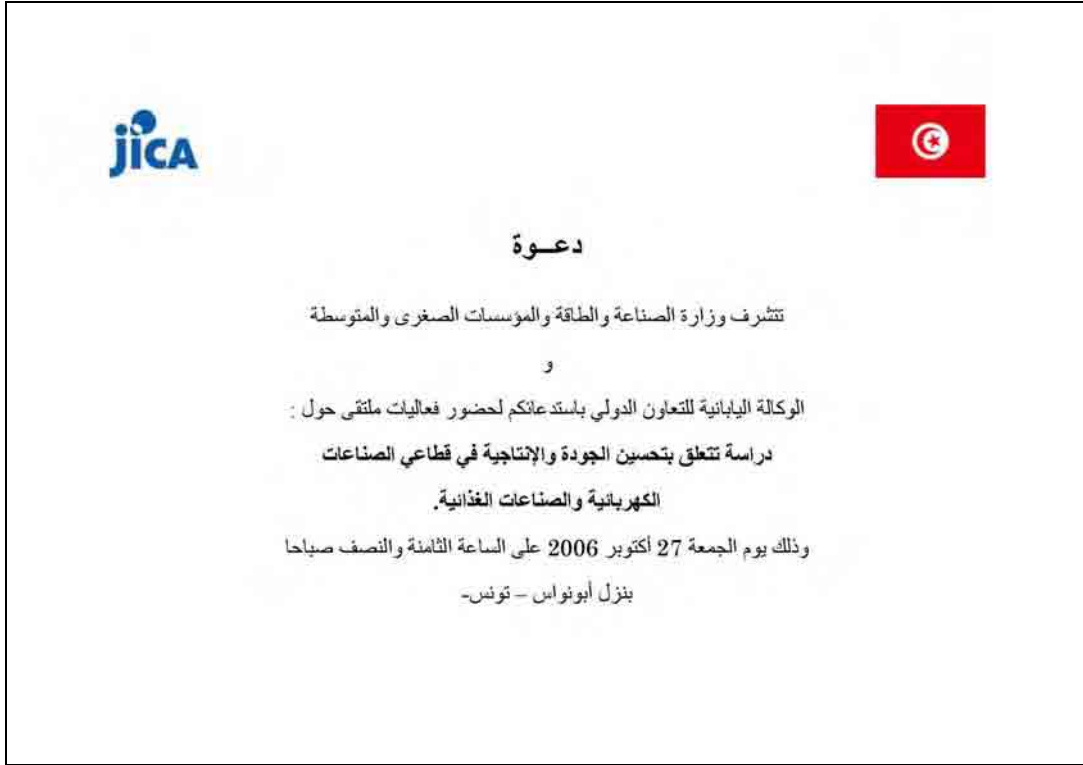 jica
دعــوة
تتشرف وزارة الصناعة والطاقة والمؤسسات الصغرى والمتوسطة
و
الوكالة اليابانية للتعاون الدولي باستدعائكم لحضور فعاليات ملتقى حول :
دراسة تتعلق بتحسين الجودة والإنتاجية في قطاعي الصناعات
الكهربائية والصناعات الغذائية.
وذلك يوم الجمعة 27 أكتوبر 2006 على الساعة الثامنة والنصف صباحا
بنزل أبونواس – تونس-